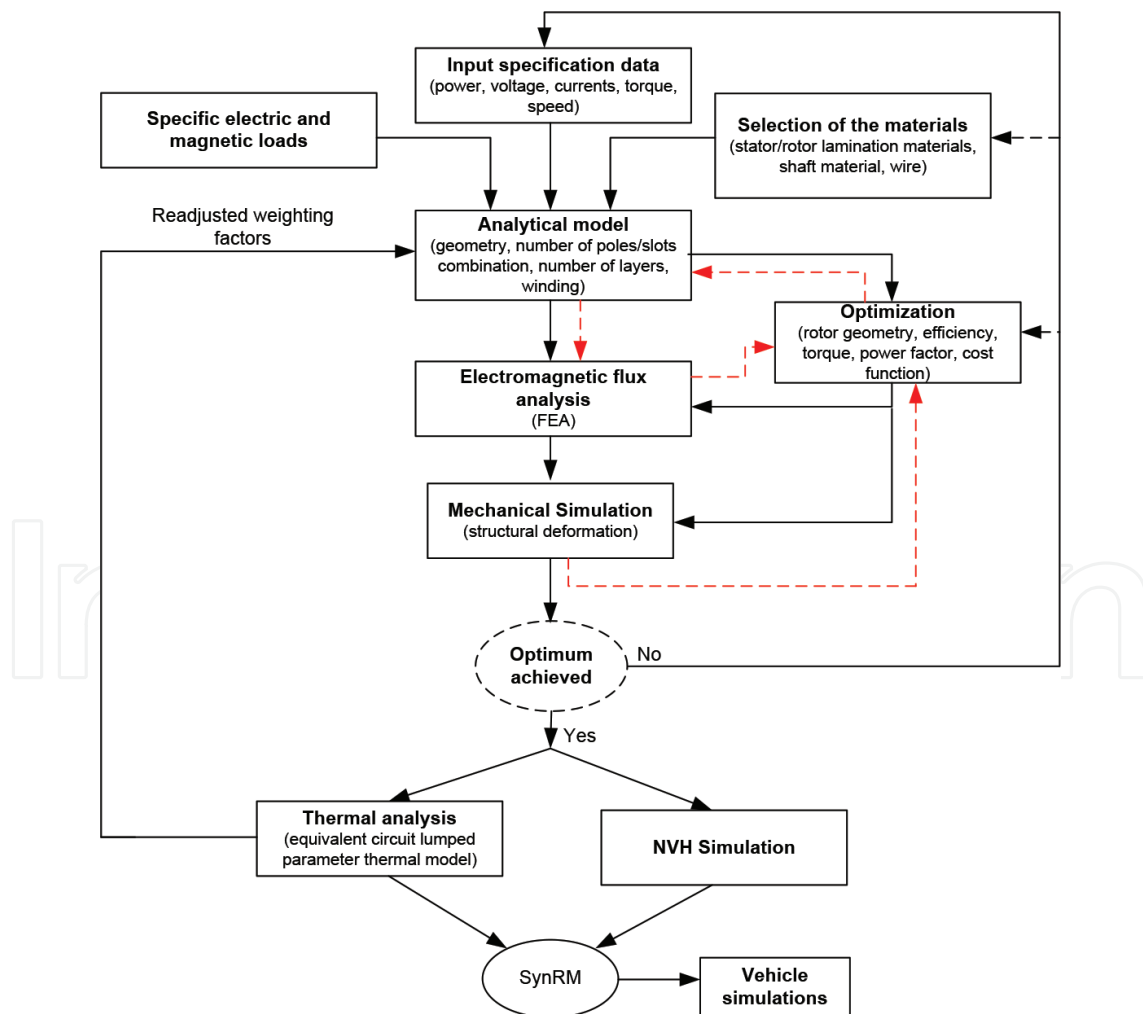 Input specification data
(power, voltage, currents, torque,
speed)
Specific electric and
magnetic loads
Selection of the materials
(stator/rotor lamination materials,
shaft material, wire)
Readjusted weighting
factors
Analytical model
(geometry, number of poles/slots
combination, number of layers,
winding)
Optimization
(rotor geometry, efficiency,
torque, power factor, cost
function)
Electromagnetic flux
analysis
(FEA)
Mechanical Simulation
(structural deformation)
Optimum
achieved
No
Yes
Thermal analysis
(equivalent circuit lumped
parameter thermal model)
NVH Simulation
SynRM
Vehicle
simulations